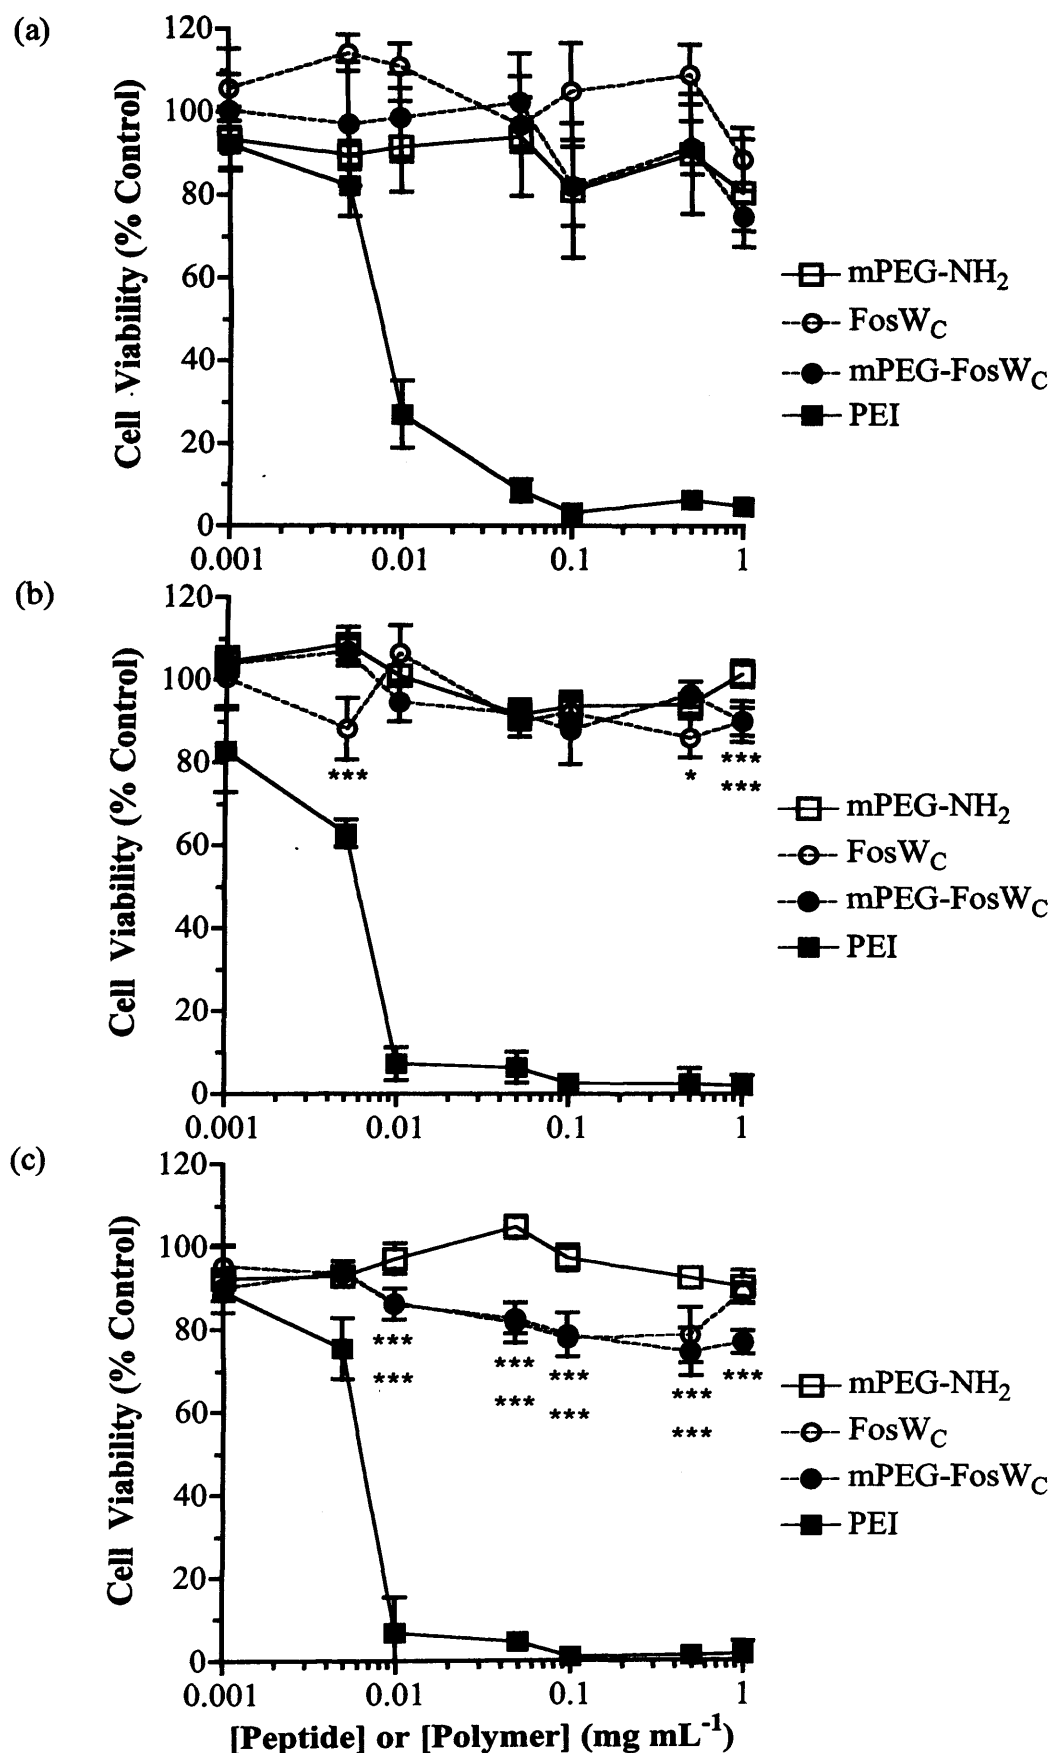 (a)
120
100
80
60
40
20
0
Cell Viability (% Control)
0.001 0.01 0.1 1
mPEG-NH2
FosWC
mPEG-FosWC
PEI
(b)
120
100
80
60
40
20
0
Cell Viability (% Control)
***
*
***
***
0.001 0.01 0.1 1
mPEG-NH2
FosWC
mPEG-FosWC
PEI
(c)
120
100
80
60
40
20
0
Cell Viability (% Control)
*** *** *** *** ***
*** *** *** ***
0.001 0.01 0.1 1
mPEG-NH2
FosWC
mPEG-FosWC
PEI
[Peptide] or [Polymer] (mg mL-1)